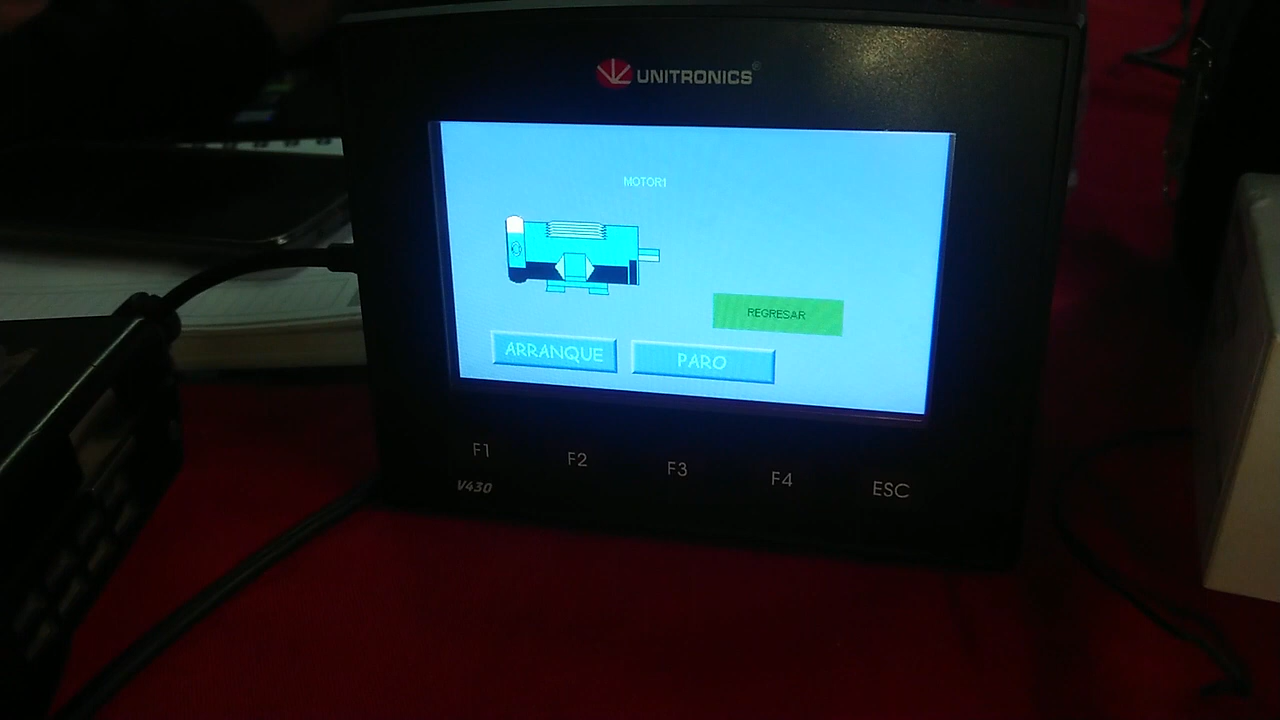 UNITRONICS®
MOTOR1
REGRESAR
ARRANQUE PARO
F1 F2 F3 F4 ESC
V430